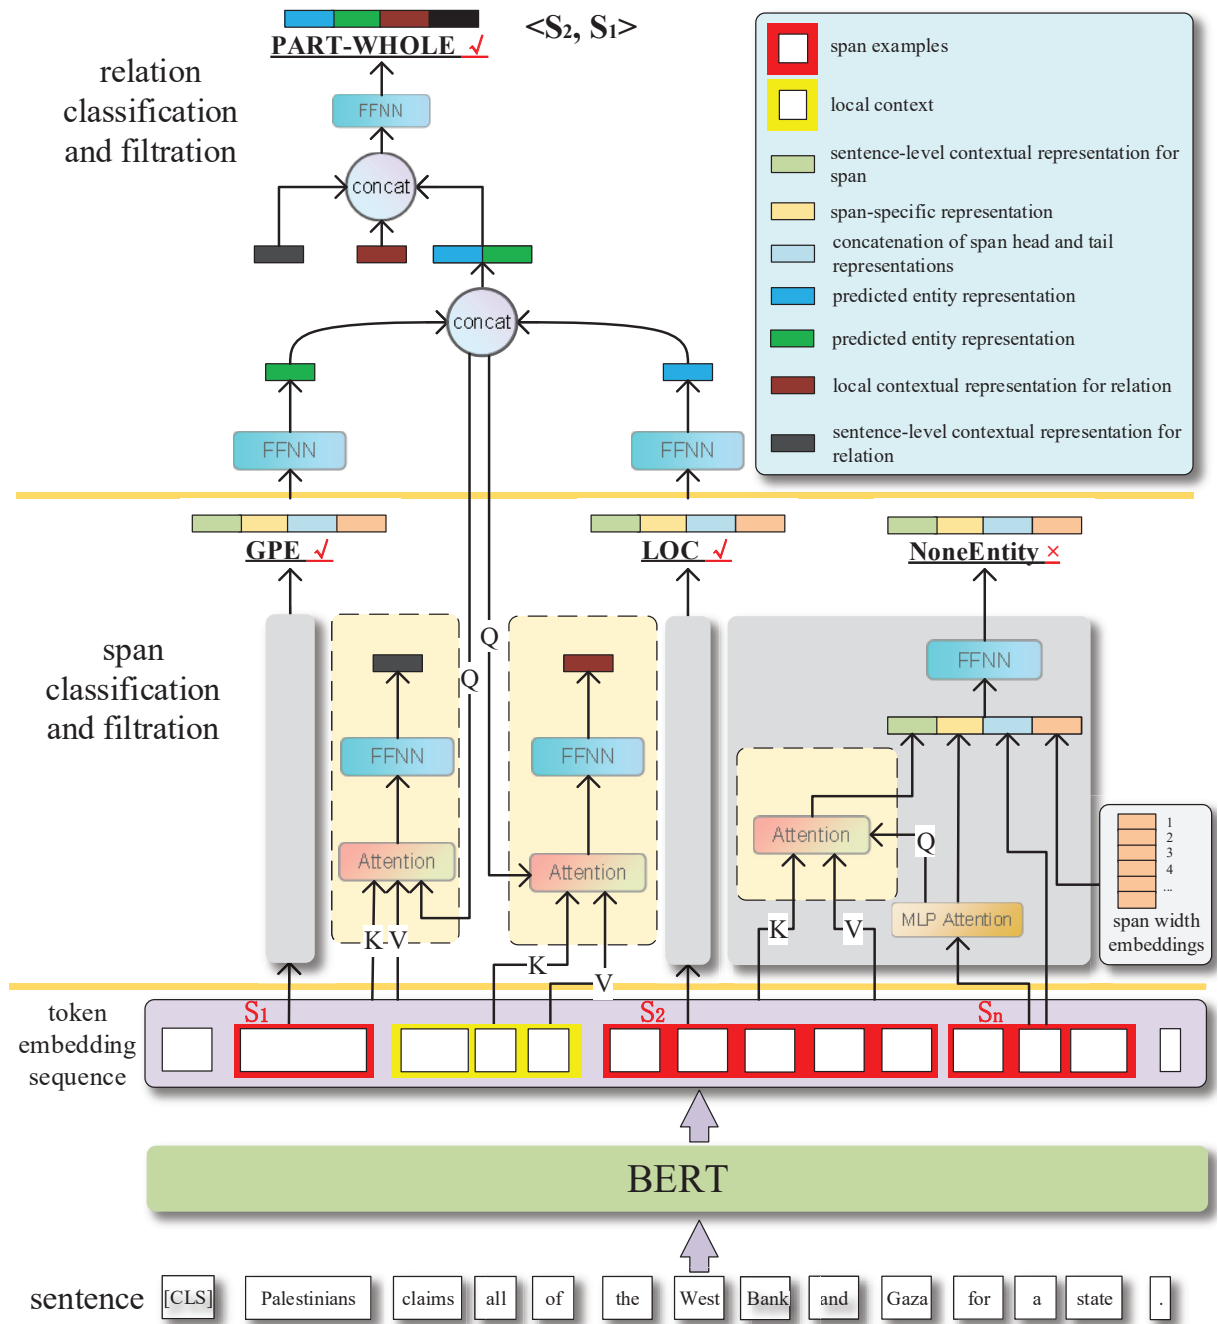 <S2, S1>
PART-WHOLE √
relation
classification
and filtration
FFNN
concat
concat
FFNN
FFNN
span examples
local context
sentence-level contextual representation for
span
span-specific representation
concatenation of span head and tail
representations
predicted entity representation
predicted entity representation
local contextual representation for relation
sentence-level contextual representation for
relation
GPE √
LOC √
NoneEntity ×
span
classification
and filtration
Q
Q
FFNN
FFNN
FFNN
Attention
Attention
Attention
Q
MLP Attention
K V
K
V
K
V
1
2
3
4
...
span width
embeddings
token
embedding
sequence
S1
S2
Sn
BERT
sentence
[CLS] Palestinians claims all of the West Bank and Gaza for a state .